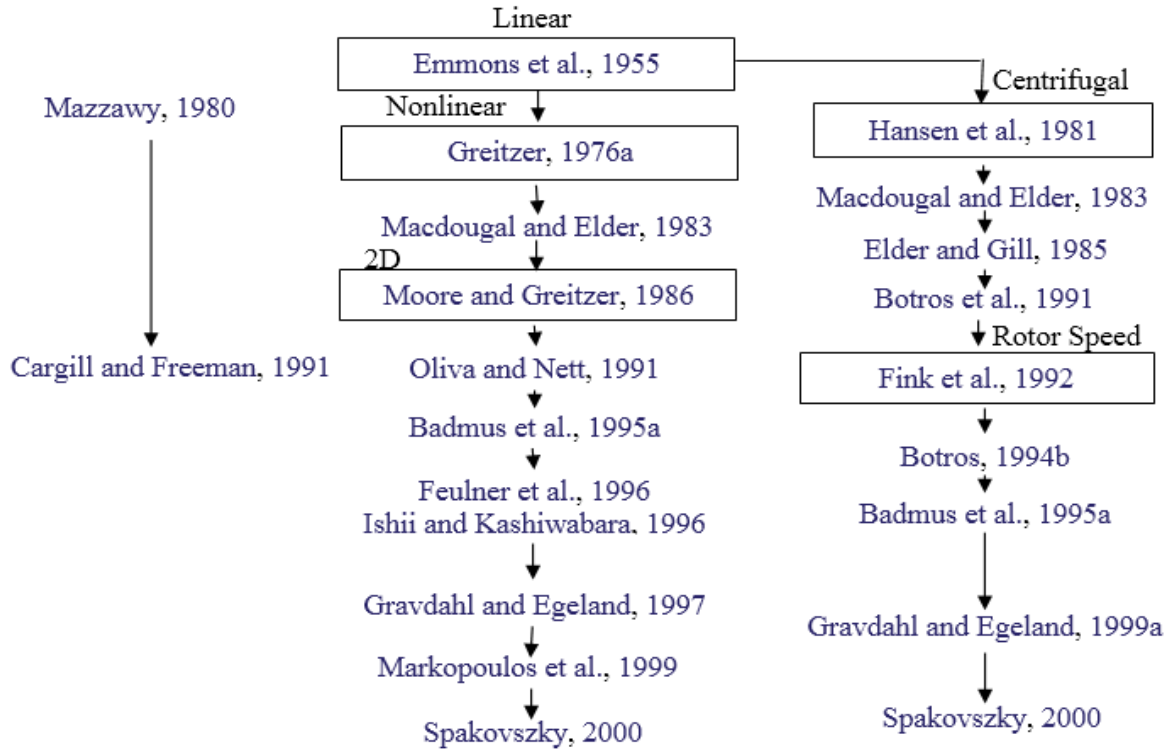 Linear
Emmons et al., 1955
Mazzawy, 1980
Cargill and Freeman, 1991
Nonlinear
Greitzer, 1976a
Macdougal and Elder, 1983
2D
Moore and Greitzer, 1986
Oliva and Nett, 1991
Badmus et al., 1995a
Feulner et al., 1996
Ishii and Kashiwabara, 1996
Gravdahl and Egeland, 1997
Markopoulos et al., 1999
Spakovszky, 2000
Centrifugal
Hansen et al., 1981
Macdougal and Elder, 1983
Elder and Gill, 1985
Botros et al., 1991
Rotor Speed
Fink et al., 1992
Botros, 1994b
Badmus et al., 1995a
Gravdahl and Egeland, 1999a
Spakovszky, 2000